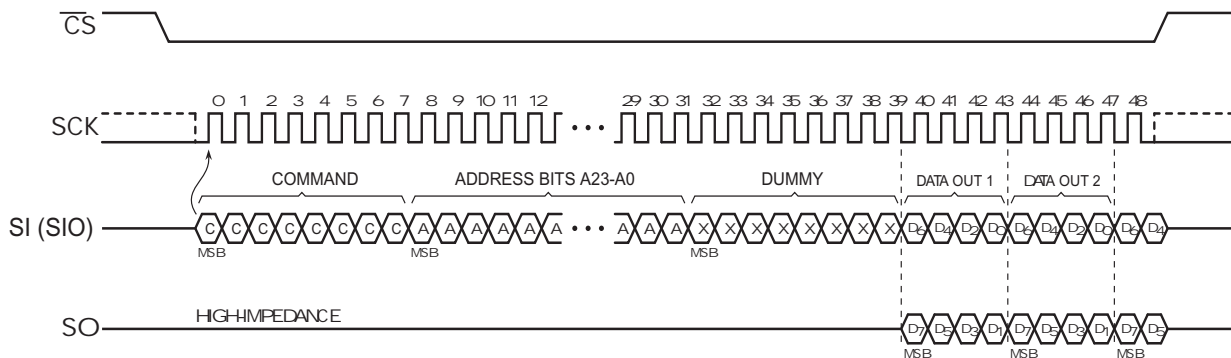 CS
0 1 2 3 4 5 6 7 8 9 10 11 12 29 30 31 32 33 34 35 36 37 38 39 40 41 42 43 44 45 46 47 48
SCK • • •
COMMAND ADDRESS BITS A23-A0 DUMMY DATA OUT 1 DATA OUT 2
SI (SIO) C C C C C C C C A A A A A A • • • A A A X X X X X X X X D6 D4 D2 D0 D6 D4 D2 D0 D6 D4
MSB MSB MSB
HIGH-IMPEDANCE
SO D7 D5 D3 D1 D7 D5 D3 D1 D7 D5
MSB MSB MSB